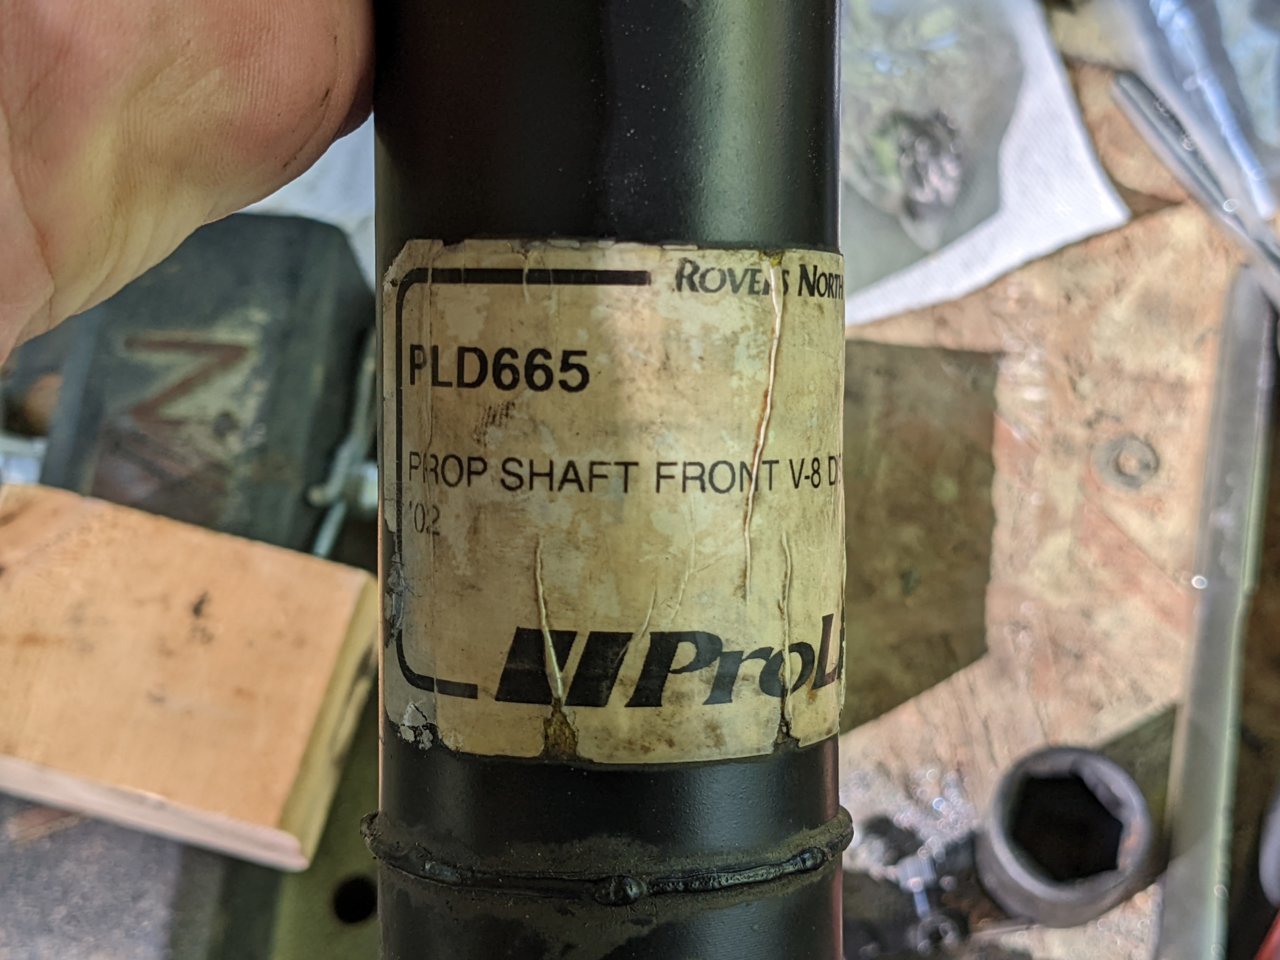 ROVERS NORTH
PLD665
PROP SHAFT FRONT V-8 D
'02
ProL